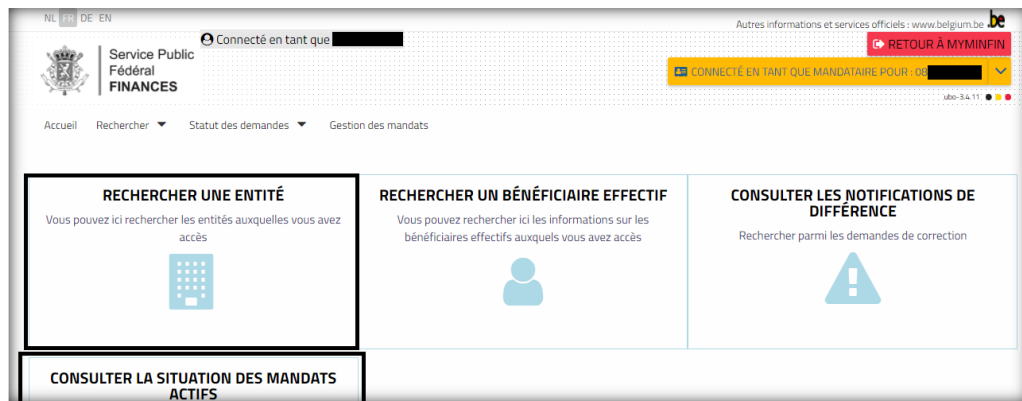 NL FR DE EN
Autres informations et services officiels : www.belgium.be .be
Connecté en tant que
RETOUR À MYMINFIN
Service Public
Fédéral
FINANCES
CONNECTÉ EN TANT QUE MANDATAIRE POUR : 08
ubo-3.4.11
Accueil Rechercher Statut des demandes Gestion des mandats
RECHERCHER UNE ENTITÉ
Vous pouvez ici rechercher les entités auxquelles vous avez
accès
RECHERCHER UN BÉNÉFICIAIRE EFFECTIF
Vous pouvez rechercher ici les informations sur les
bénéficiaires effectifs auxquels vous avez accès
CONSULTER LES NOTIFICATIONS DE
DIFFÉRENCE
Rechercher parmi les demandes de correction
CONSULTER LA SITUATION DES MANDATS
ACTIFS